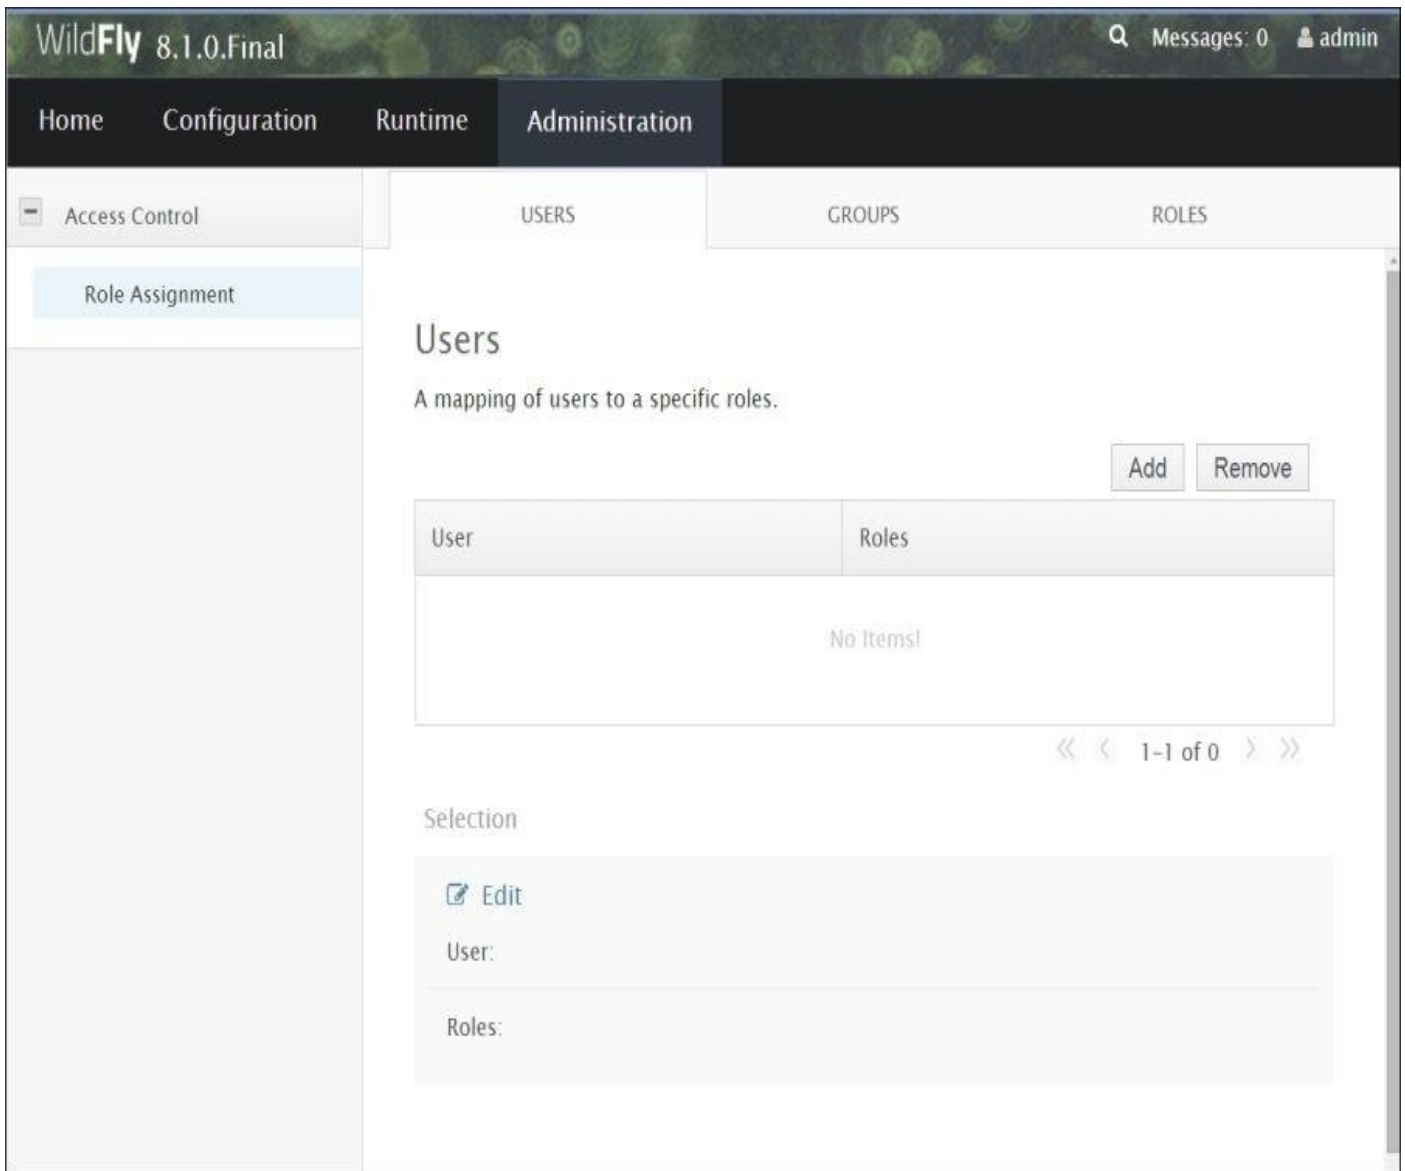 WildFly 8.1.0.Final
Messages: 0 admin
Home Configuration Runtime Administration
Access Control
USERS GROUPS ROLES
Role Assignment
Users
A mapping of users to a specific roles.
Add Remove
User Roles
No Items!
1-1 of 0
Selection
Edit
User:
Roles: